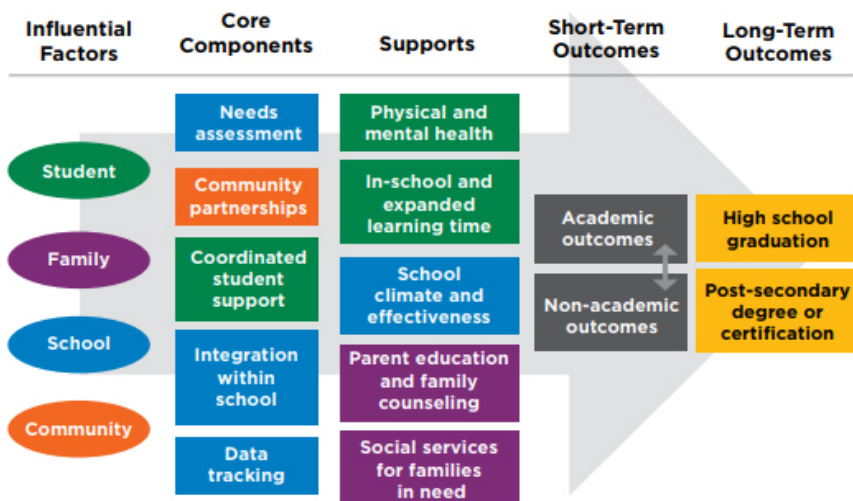 Influential
Factors
Core
Components
Supports
Short-Term
Outcomes
Long-Term
Outcomes
Student
Family
School
Community
Needs
assessment
Community
partnerships
Coordinated
student
support
Integration
within
school
Data
tracking
Physical and
mental health
In-school and
expanded
learning time
School
climate and
effectiveness
Parent education
and family
counseling
Social services
for families
in need
Academic
outcomes
Non-academic
outcomes
High school
graduation
Post-secondary
degree or
certification